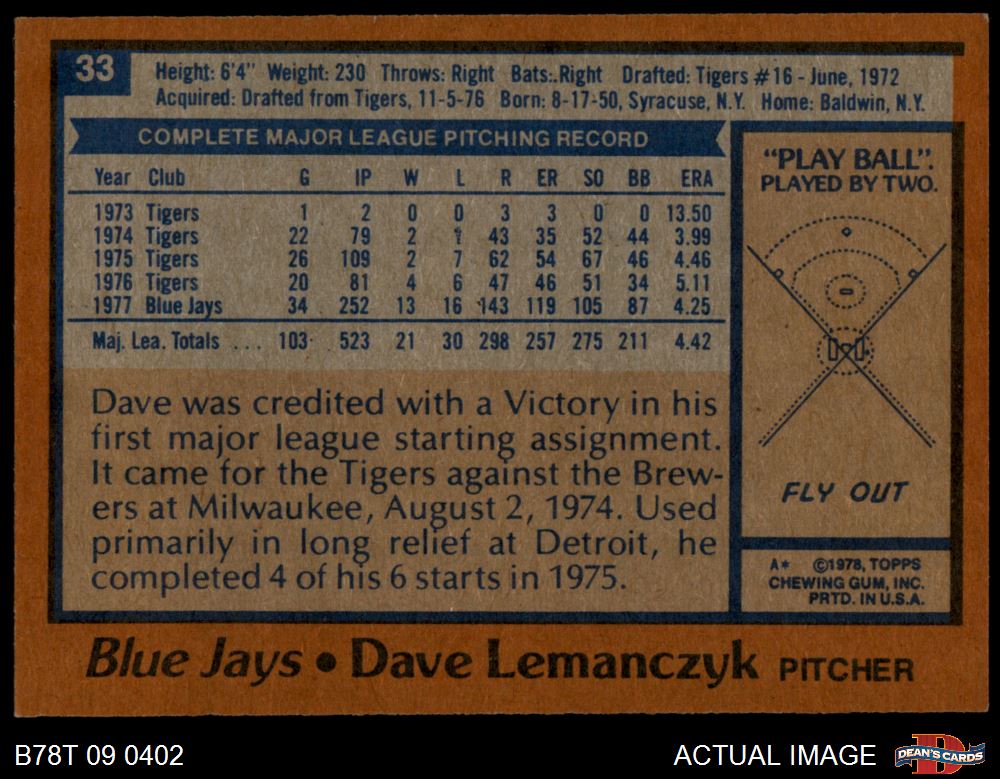 33
Height: 6'4" Weight: 230 Throws: Right Bats: Right Drafted: Tigers #16 - June, 1972
Acquired: Drafted from Tigers, 11-5-76 Born: 8-17-50, Syracuse, N.Y. Home: Baldwin, N.Y.
COMPLETE MAJOR LEAGUE PITCHING RECORD
Year Club G IP W L R ER SO BB ERA
1973 Tigers 1 2 0 0 3 3 0 0 13.50
1974 Tigers 22 79 2 1 43 35 52 44 3.99
1975 Tigers 26 109 2 7 62 54 67 46 4.46
1976 Tigers 20 81 4 6 47 46 51 34 5.11
1977 Blue Jays 34 252 13 16 143 119 105 87 4.25
Maj. Lea. Totals ... 103 523 21 30 298 257 275 211 4.42
Dave was credited with a Victory in his
first major league starting assignment.
It came for the Tigers against the Brew-
ers at Milwaukee, August 2, 1974. Used
primarily in long relief at Detroit, he
completed 4 of his 6 starts in 1975.
"PLAY BALL".
PLAYED BY TWO.
FLY OUT
A* ©1978, TOPPS
CHEWING GUM, INC.
PRTD. IN U.S.A.
Blue Jays • Dave Lemanczyk PITCHER
B78T 09 0402
ACTUAL IMAGE
DEAN'S CARDS